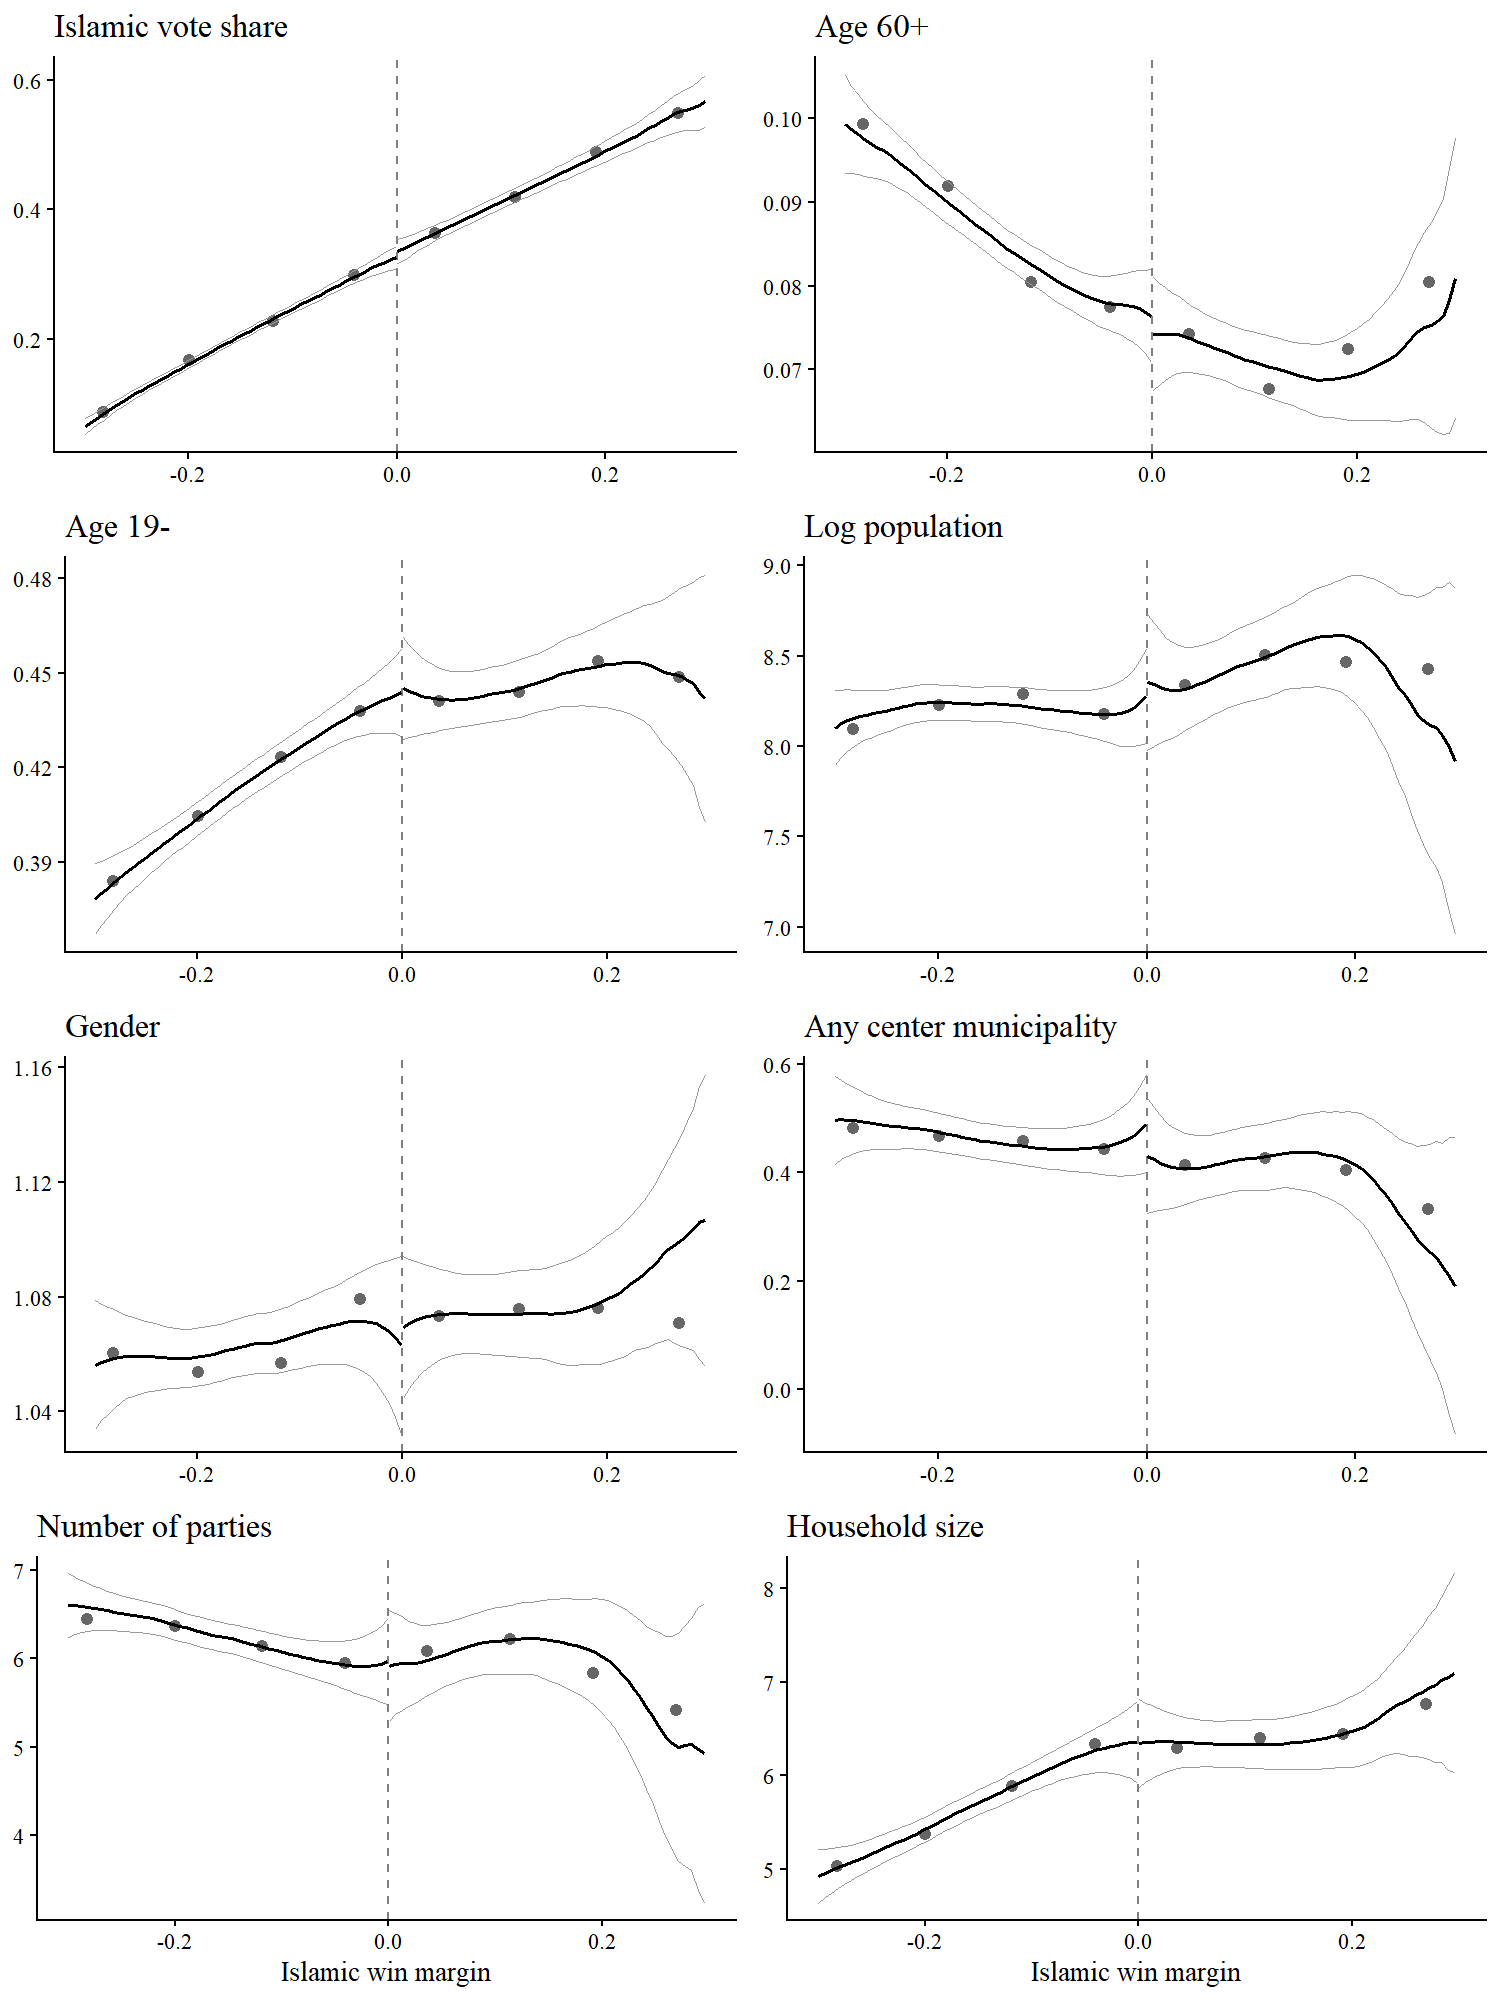 Islamic vote share
0.6
0.4
0.2
-0.2 0.0 0.2
Age 60+
0.10
0.09
0.08
0.07
-0.2 0.0 0.2
Age 19-
0.48
0.45
0.42
0.39
-0.2 0.0 0.2
Log population
9.0
8.5
8.0
7.5
7.0
-0.2 0.0 0.2
Gender
1.16
1.12
1.08
1.04
-0.2 0.0 0.2
Any center municipality
0.6
0.4
0.2
0.0
-0.2 0.0 0.2
Number of parties
7
6
5
4
-0.2 0.0 0.2
Islamic win margin
Household size
8
7
6
5
-0.2 0.0 0.2
Islamic win margin